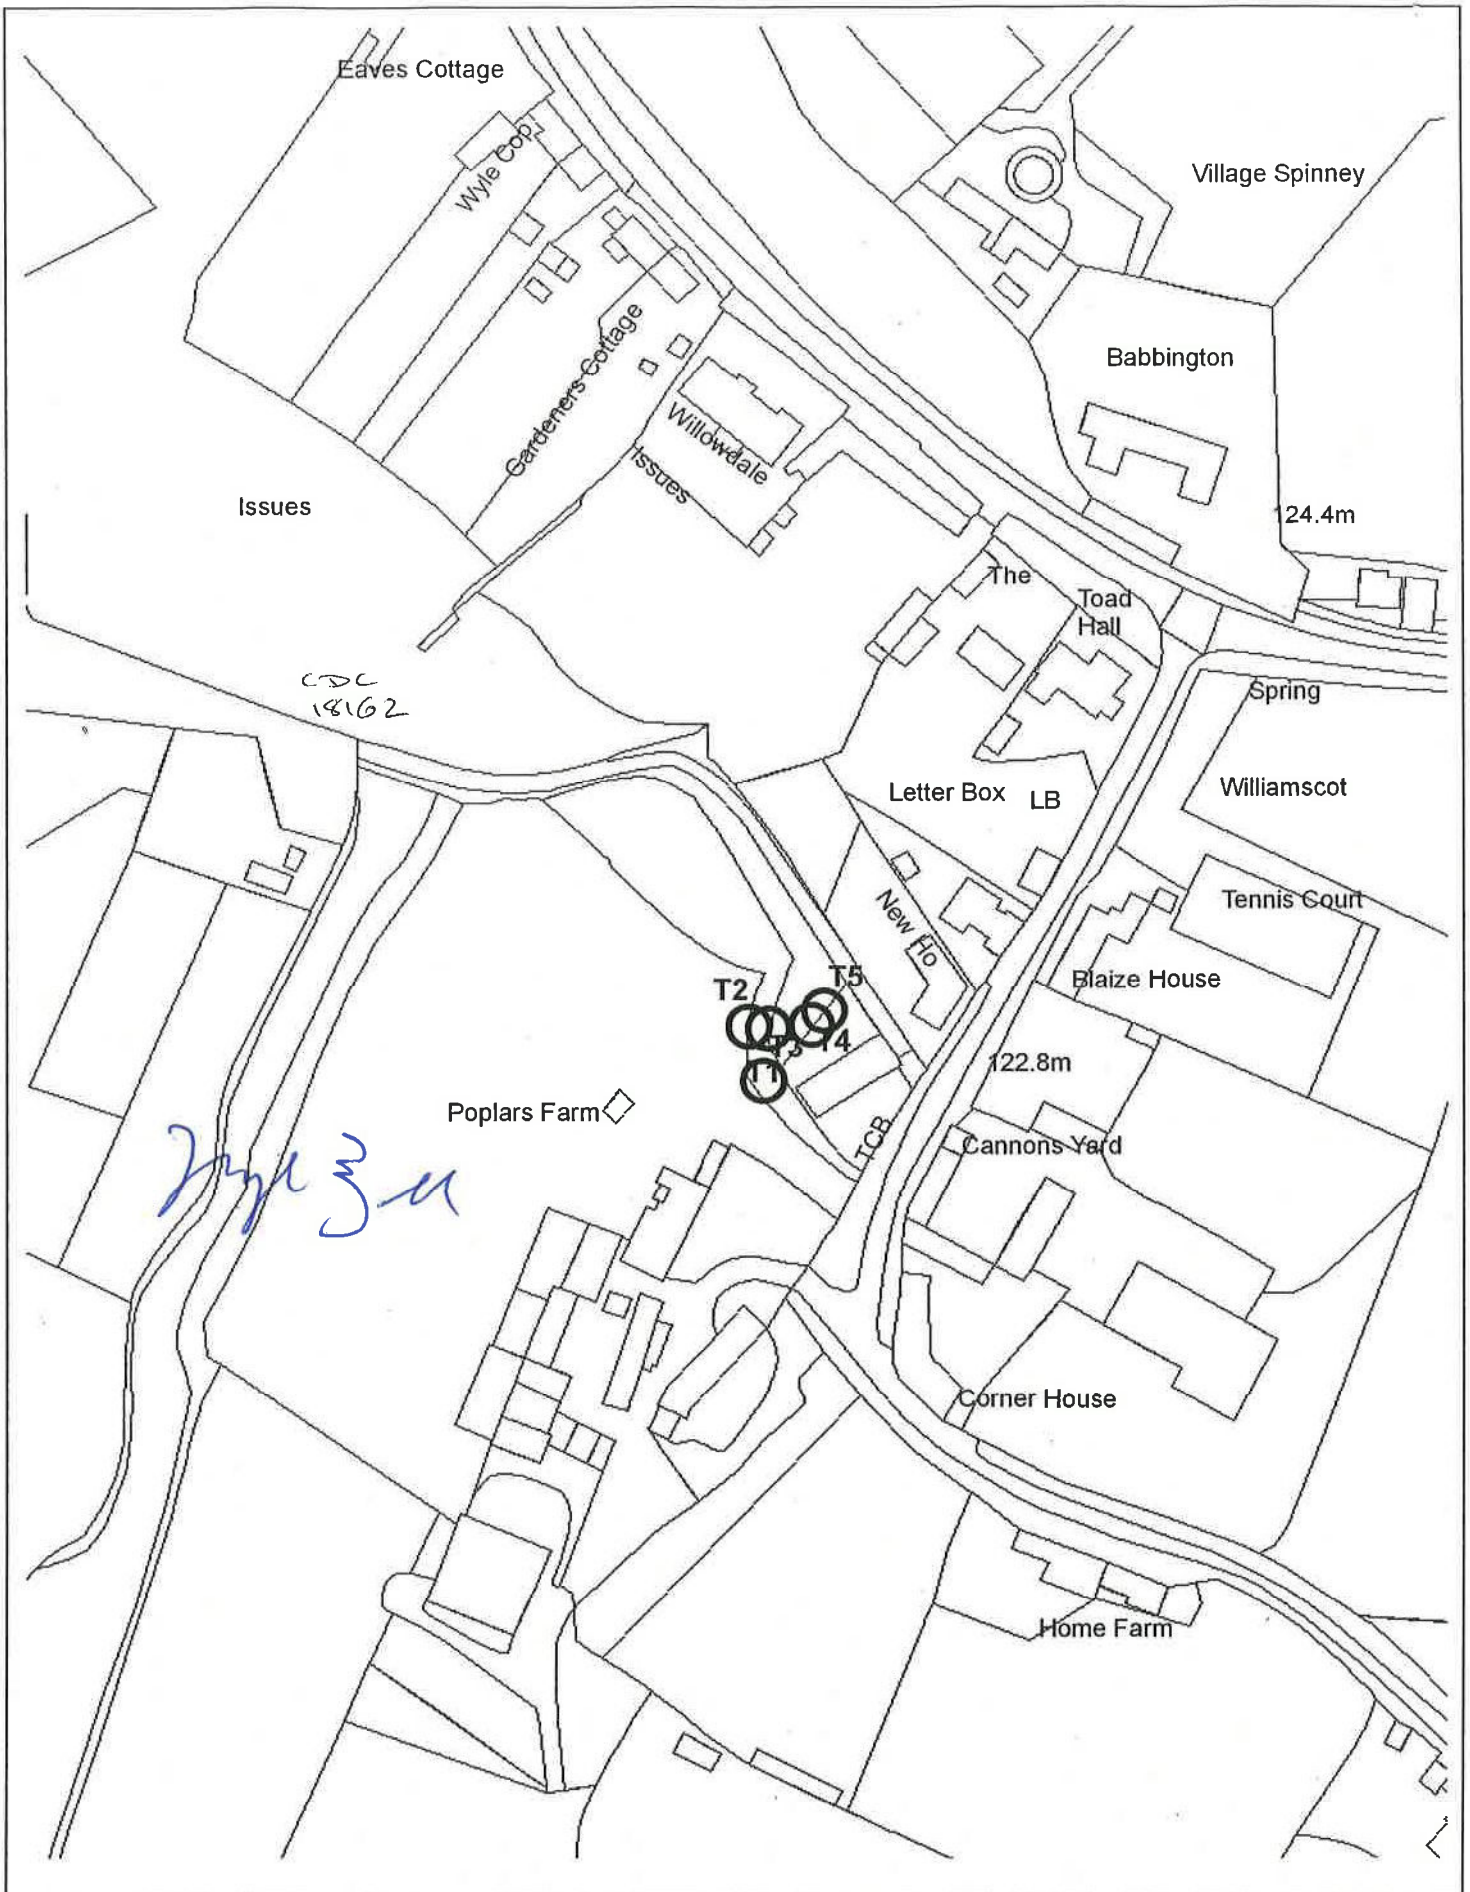 Eaves Cottage
Wyle Cop
Village Spinney
Gardeners Cottage
Babbington
Willowdale
Issues
Issues
124.4m
The
Toad
Hall
CDC
18162
Spring
Letter Box
LB
Williamscot
New Ho
Tennis Court
Blaize House
T2
T5
T3
T4
T1
122.8m
Poplars Farm
TCB
Cannons Yard
Corner House
Home Farm